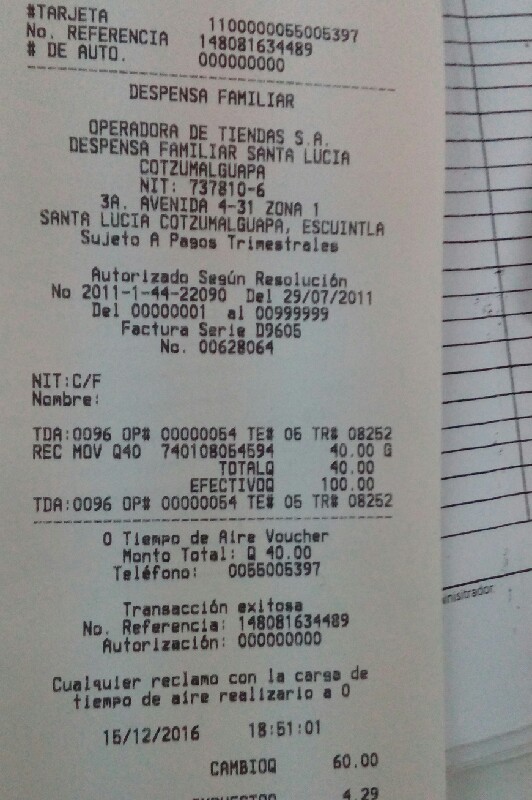 #TARJETA 1100000055005397
No. REFERENCIA 148081634489
# DE AUTO. 000000000
DESPENSA FAMILIAR
OPERADORA DE TIENDAS S.A.
DESPENSA FAMILIAR SANTA LUCIA
COTZUMALGUAPA
NIT: 737810-6
3A. AVENIDA 4-31 ZONA 1
SANTA LUCIA COTZUMALGUAPA, ESCUINTLA
Sujeto A Pagos Trimestrales
Autorizado Según Resolución
No 2011-1-44-22090 Del 29/07/2011
Del 00000001 al 00999999
Factura Serie D9605
No. 00628064
NIT:C/F
Nombre:
TDA:0096 OP# 00000054 TE# 05 TR# 08252
REC MOV Q40 740108054594 40.00 G
TOTALQ 40.00
EFECTIVOQ 100.00
TDA:0096 OP# 00000054 TE# 05 TR# 08252
0 Tiempo de Aire Voucher
Monto Total: Q 40.00
Teléfono: 0055005397
Transacción exitosa
No. Referencia: 148081634489
Autorización: 000000000
Cualquier reclamo con la carga de
tiempo de aire realizarlo a 0
15/12/2016 18:51:01
CAMBIOQ 60.00
4.29